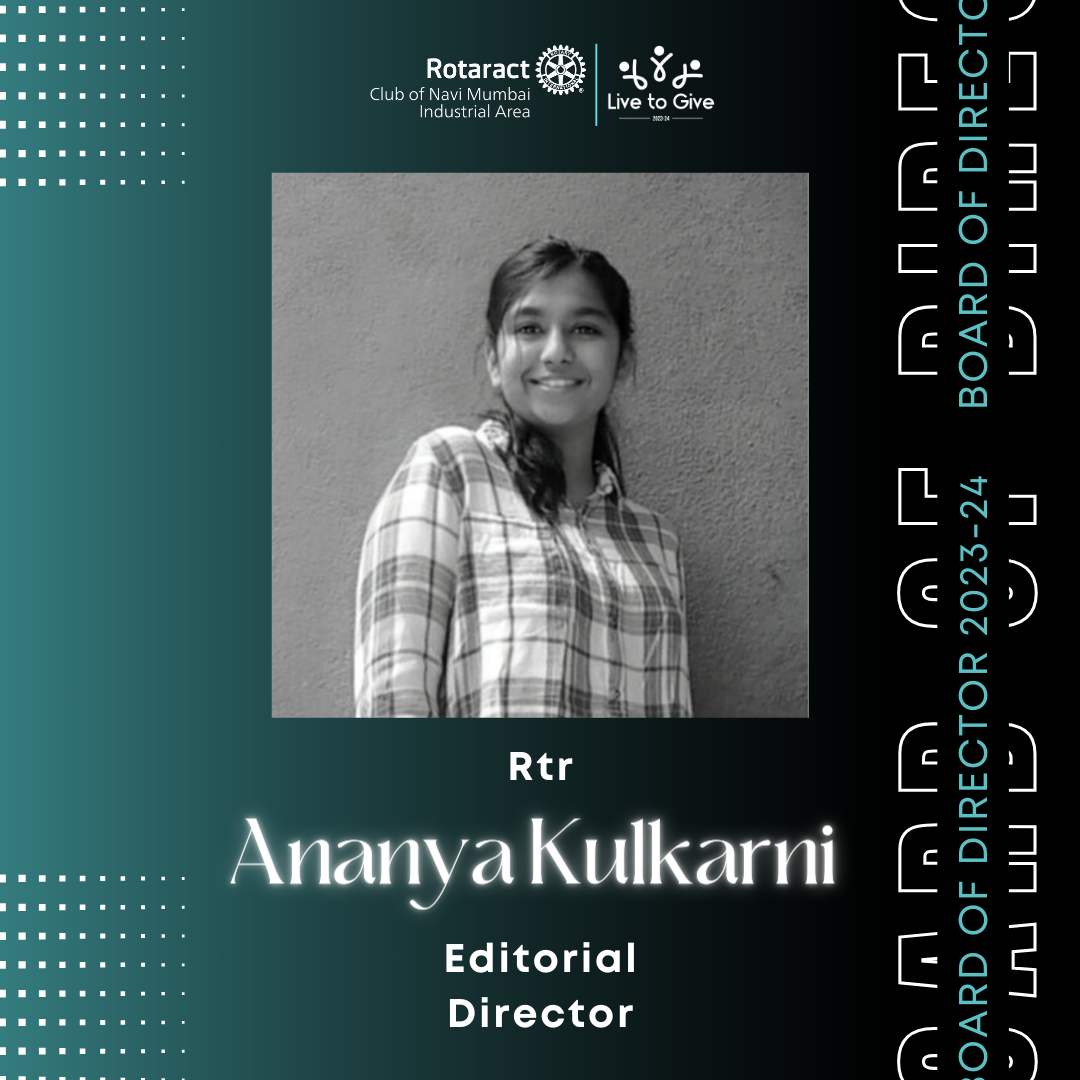 Rotaract
Club of Navi Mumbai
Industrial Area
Live to Give
2023-24
Rtr
Ananya Kulkarni
Editorial
Director
BOARD OF DIRECTOR 2023-24
BOARD OF DIRECTO